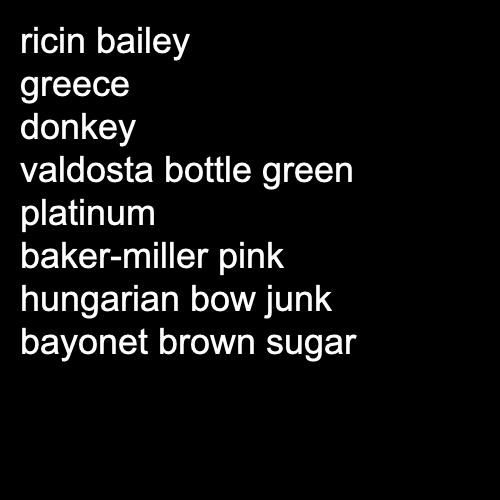 ricin bailey
greece
donkey
valdosta bottle green
platinum
baker-miller pink
hungarian bow junk
bayonet brown sugar